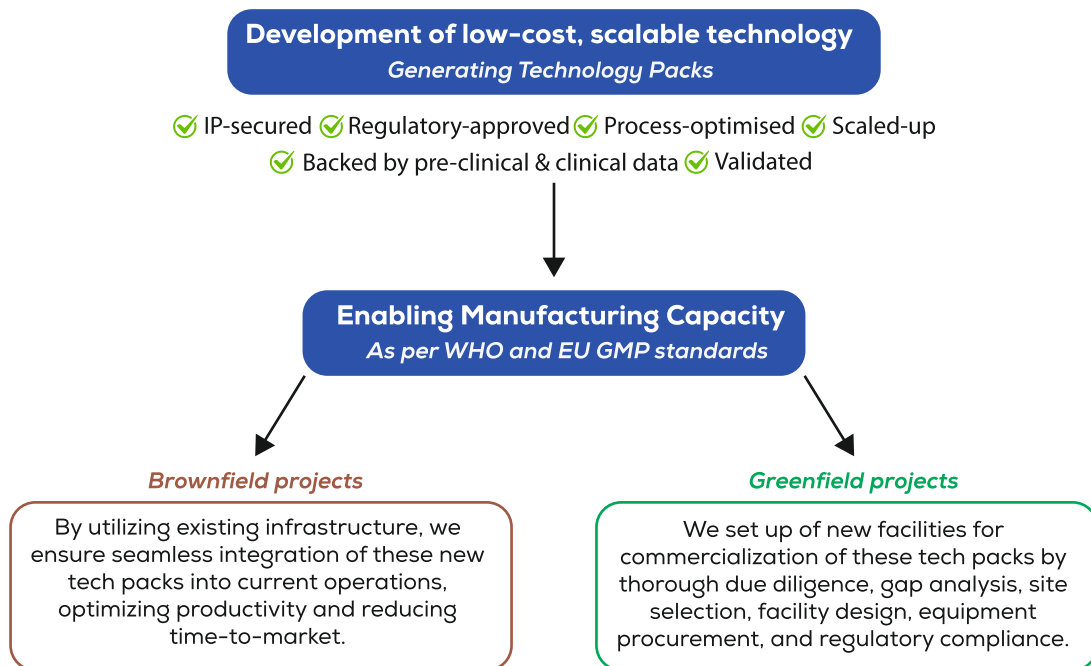 Development of low-cost, scalable technology
Generating Technology Packs
IP-secured Regulatory-approved Process-optimised Scaled-up
Backed by pre-clinical & clinical data Validated
Enabling Manufacturing Capacity
As per WHO and EU GMP standards
Brownfield projects
By utilizing existing infrastructure, we
ensure seamless integration of these new
tech packs into current operations,
optimizing productivity and reducing
time-to-market.
Greenfield projects
We set up of new facilities for
commercialization of these tech packs by
thorough due diligence, gap analysis, site
selection, facility design, equipment
procurement, and regulatory compliance.